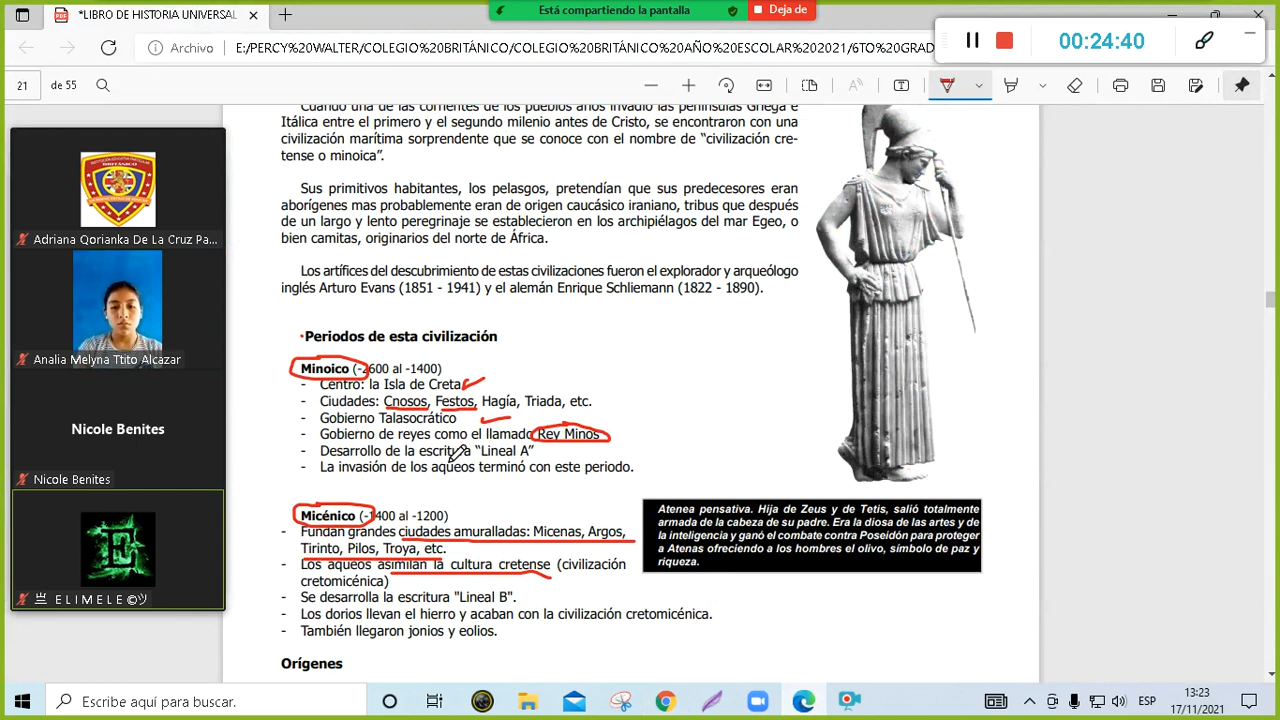 *LIBRO DE HISTORIA UNIVERSAL
Está compartiendo la pantalla
Deja de
Archivo
E:/PERCY%20WALTER/COLEGIO%20BRITÁNICO/COLEGIO%20BRITÁNICO%20AÑO%20ESCOLAR%202021/6TO%20GRAD
00:24:40
21
de 55
Cuando una de las corrientes de los pueblos arios invadió las penínsulas Griega e
Itálica entre el primero y el segundo milenio antes de Cristo, se encontraron con una
civilización marítima sorprendente que se conoce con el nombre de “civilización cre-
tense o minoica”.
Sus primitivos habitantes, los pelasgos, pretendían que sus predecesores eran
aborígenes mas probablemente eran de origen caucásico iraniano, tribus que después
de un largo y lento peregrinaje se establecieron en los archipiélagos del mar Egeo, o
bien camitas, originarios del norte de África.
Los artífices del descubrimiento de estas civilizaciones fueron el explorador y arqueólogo
inglés Arturo Evans (1851 - 1941) y el alemán Enrique Schliemann (1822 - 1890).
•Periodos de esta civilización
Minoico (-2600 al -1400)
- Centro: la Isla de Creta
- Ciudades: Cnosos, Festos, Hagía, Triada, etc.
- Gobierno Talasocrático
- Gobierno de reyes como el llamado Rey Minos
- Desarrollo de la escritura “Lineal A”
- La invasión de los aqueos terminó con este periodo.
Micénico (-1400 al -1200)
- Fundan grandes ciudades amuralladas: Micenas, Argos,
Tirinto, Pilos, Troya, etc.
- Los aqueos asimilan la cultura cretense (civilización
cretomicénica)
- Se desarrolla la escritura "Lineal B".
- Los dorios llevan el hierro y acaban con la civilización cretomicénica.
- También llegaron jonios y eolios.
Orígenes
Atenea pensativa. Hija de Zeus y de Tetis, salió totalmente
armada de la cabeza de su padre. Era la diosa de las artes y de
la inteligencia y ganó el combate contra Poseidón para proteger
a Atenas ofreciendo a los hombres el olivo, símbolo de paz y
riqueza.
BRITÁNICO
Adriana Qorianka De La Cruz Pa...
Analia Melyna Ttito Alcazar
Nicole Benites
Nicole Benites
E
岦 E L I M E L E ©ツ
Escribe aquí para buscar.
ESP
13:23
17/11/2021